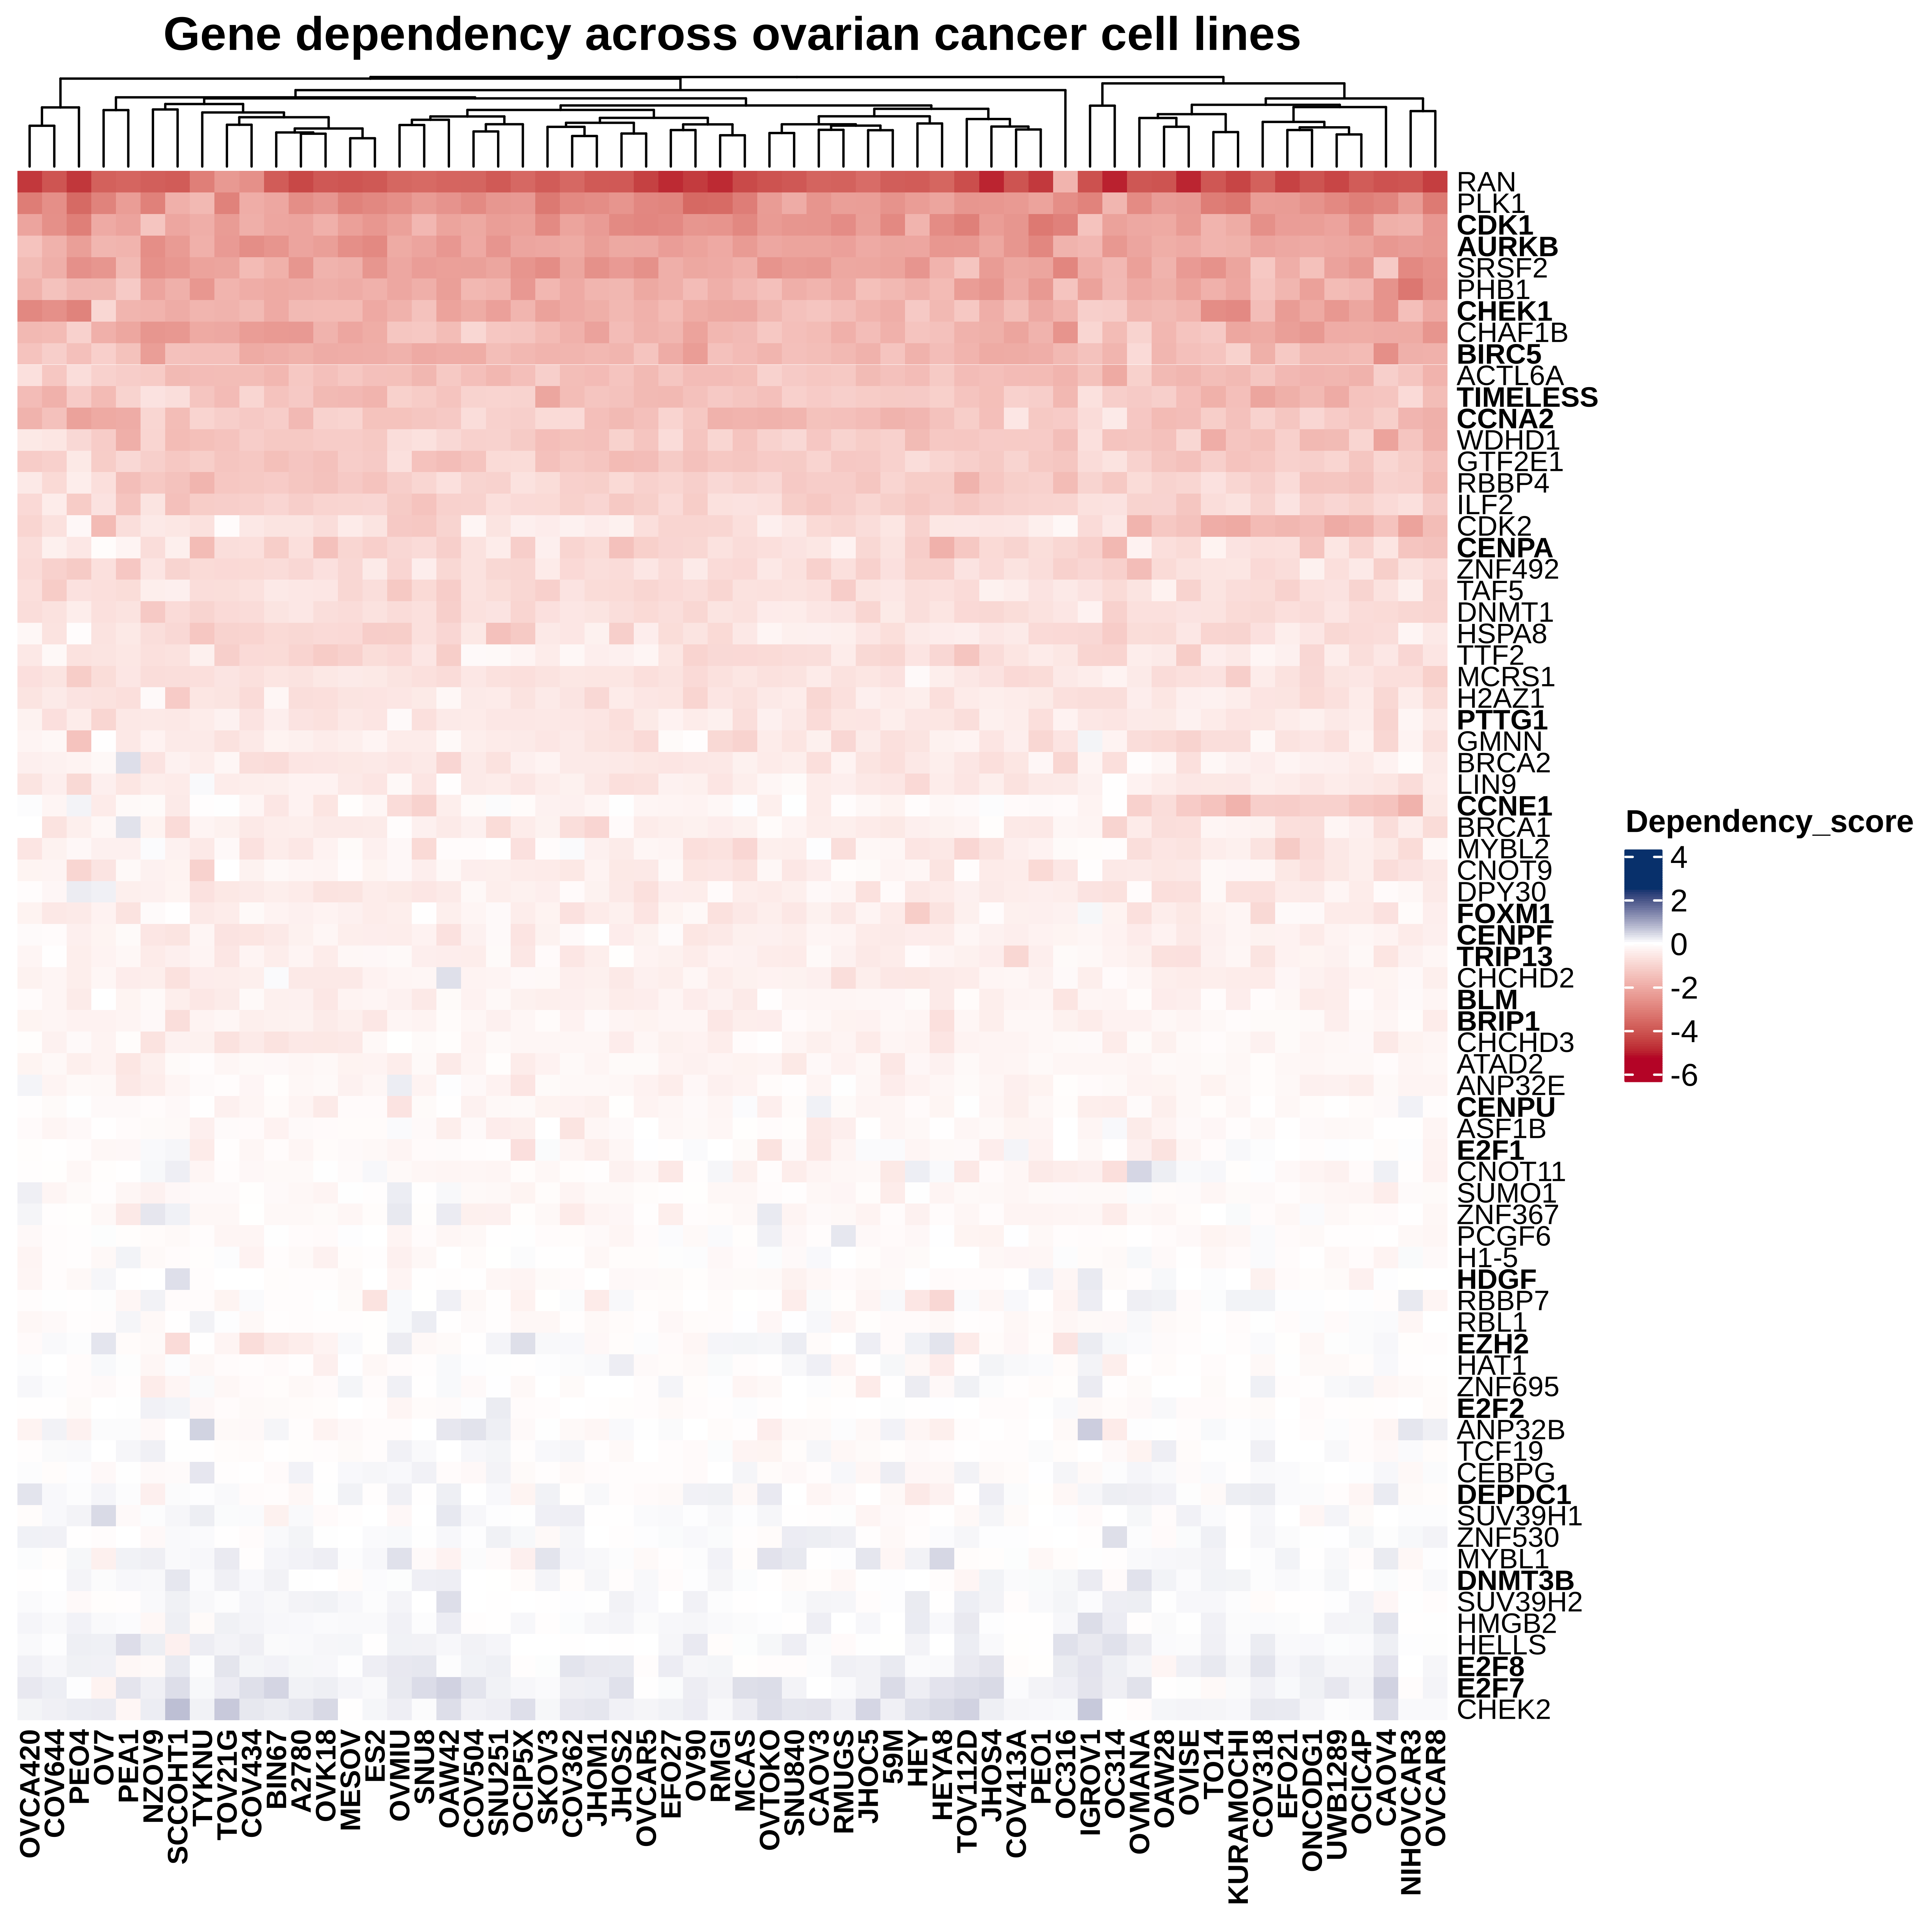 Gene dependency across ovarian cancer cell lines
RAN
PLK1
CDK1
AURKB
SRSF2
PHB1
CHEK1
CHAF1B
BIRC5
ACTL6A
TIMELESS
CCNA2
WDHD1
GTF2E1
RBBP4
ILF2
CDK2
CENPA
ZNF492
TAF5
DNMT1
HSPA8
TTF2
MCRS1
H2AZ1
PTTG1
GMNN
BRCA2
LIN9
CCNE1
BRCA1
MYBL2
CNOT9
DPY30
FOXM1
CENPF
TRIP13
CHCHD2
BLM
BRIP1
CHCHD3
ATAD2
ANP32E
CENPU
ASF1B
E2F1
CNOT11
SUMO1
ZNF367
PCGF6
H1-5
HDGF
RBBP7
RBL1
EZH2
HAT1
ZNF695
E2F2
ANP32B
TCF19
CEBPG
DEPDC1
SUV39H1
ZNF530
MYBL1
DNMT3B
SUV39H2
HMGB2
HELLS
E2F8
E2F7
CHEK2
Dependency_score
4
2
0
-2
-4
-6
OVCA420
COV644
PEO4
OV7
PEA1
NZOV9
SCCOHT1
TYKNU
TOV21G
COV434
BIN67
A2780
OVK18
MESOV
ES2
OVMIU
SNU8
OAW42
COV504
SNU251
OCIP5X
SKOV3
COV362
JHOM1
JHOS2
OVCAR5
EFO27
OV90
RMGI
MCAS
OVTOKO
SNU840
CAOV3
RMUGS
JHOC5
59M
HEY
HEYA8
TOV112D
JHOS4
COV413A
PEO1
OC316
IGROV1
OC314
OVMANA
OAW28
OVISE
TO14
KURAMOCHI
COV318
EFO21
ONCODG1
UWB1289
OCIC4P
CAOV4
NIHOVCAR3
OVCAR8